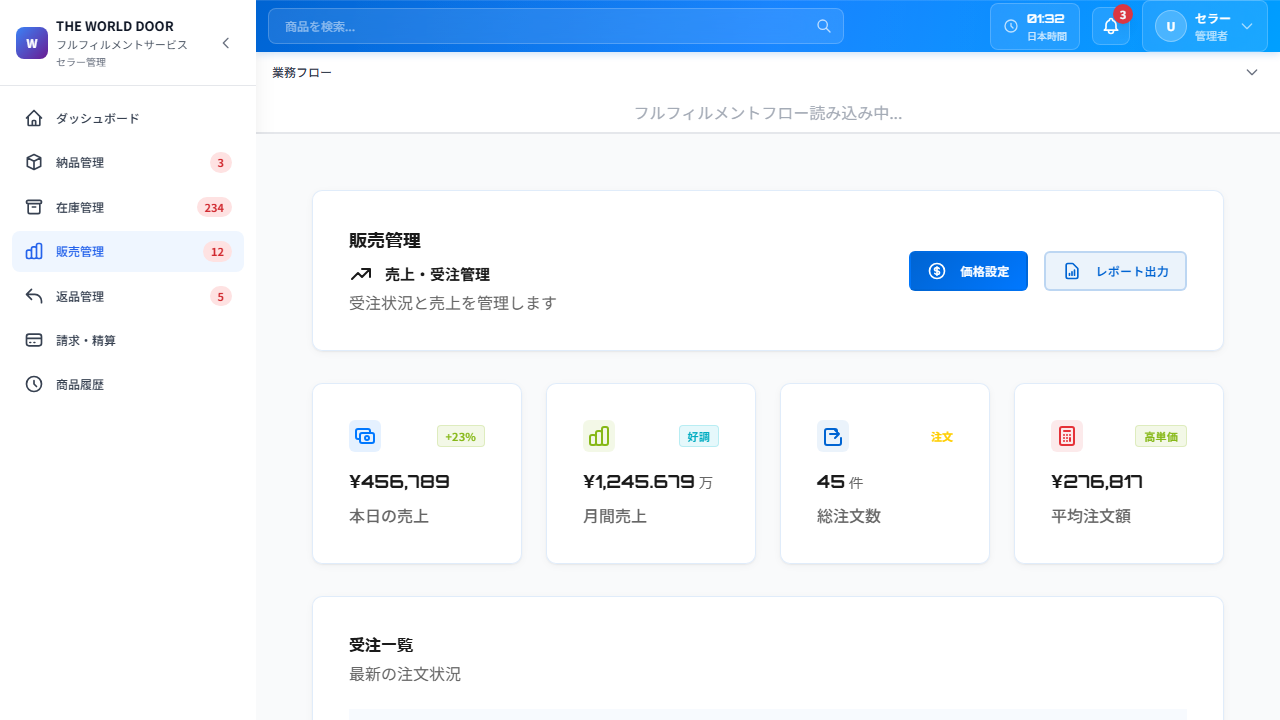 W
THE WORLD DOOR
フルフィルメントサービス
セラー管理
商品を検索...
01:32
日本時間
3
U
セラー
管理者
業務フロー
フルフィルメントフロー読み込み中...
ダッシュボード
納品管理 3
在庫管理 234
販売管理 12
返品管理 5
請求・精算
商品履歴
販売管理
売上・受注管理
受注状況と売上を管理します
価格設定
レポート出力
+23%
¥456,789
本日の売上
好調
¥1,245.679 万
月間売上
注文
45 件
総注文数
高単価
¥276,817
平均注文額
受注一覧
最新の注文状況